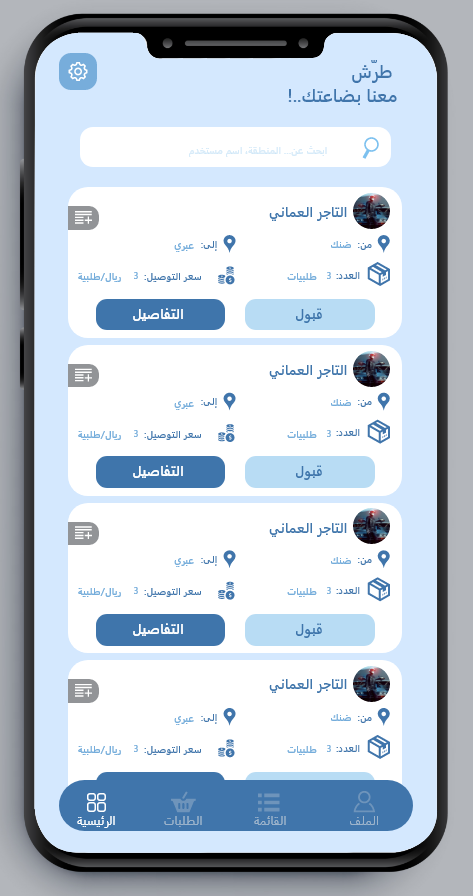 طرّش
معنا بضاعتك..!
ابحث عن... المنطقة، اسم مستخدم
التاجر العماني
من: ضنك
إلى: عبري
العدد: 3 طلبيات
سعر التوصيل: 3 ريال/طلبية
قبول
التفاصيل
التاجر العماني
من: ضنك
إلى: عبري
العدد: 3 طلبيات
سعر التوصيل: 3 ريال/طلبية
قبول
التفاصيل
التاجر العماني
من: ضنك
إلى: عبري
العدد: 3 طلبيات
سعر التوصيل: 3 ريال/طلبية
قبول
التفاصيل
التاجر العماني
من: ضنك
إلى: عبري
العدد: 3 طلبيات
سعر التوصيل: 3 ريال/طلبية
الملف
القائمة
الطلبات
الرئيسية